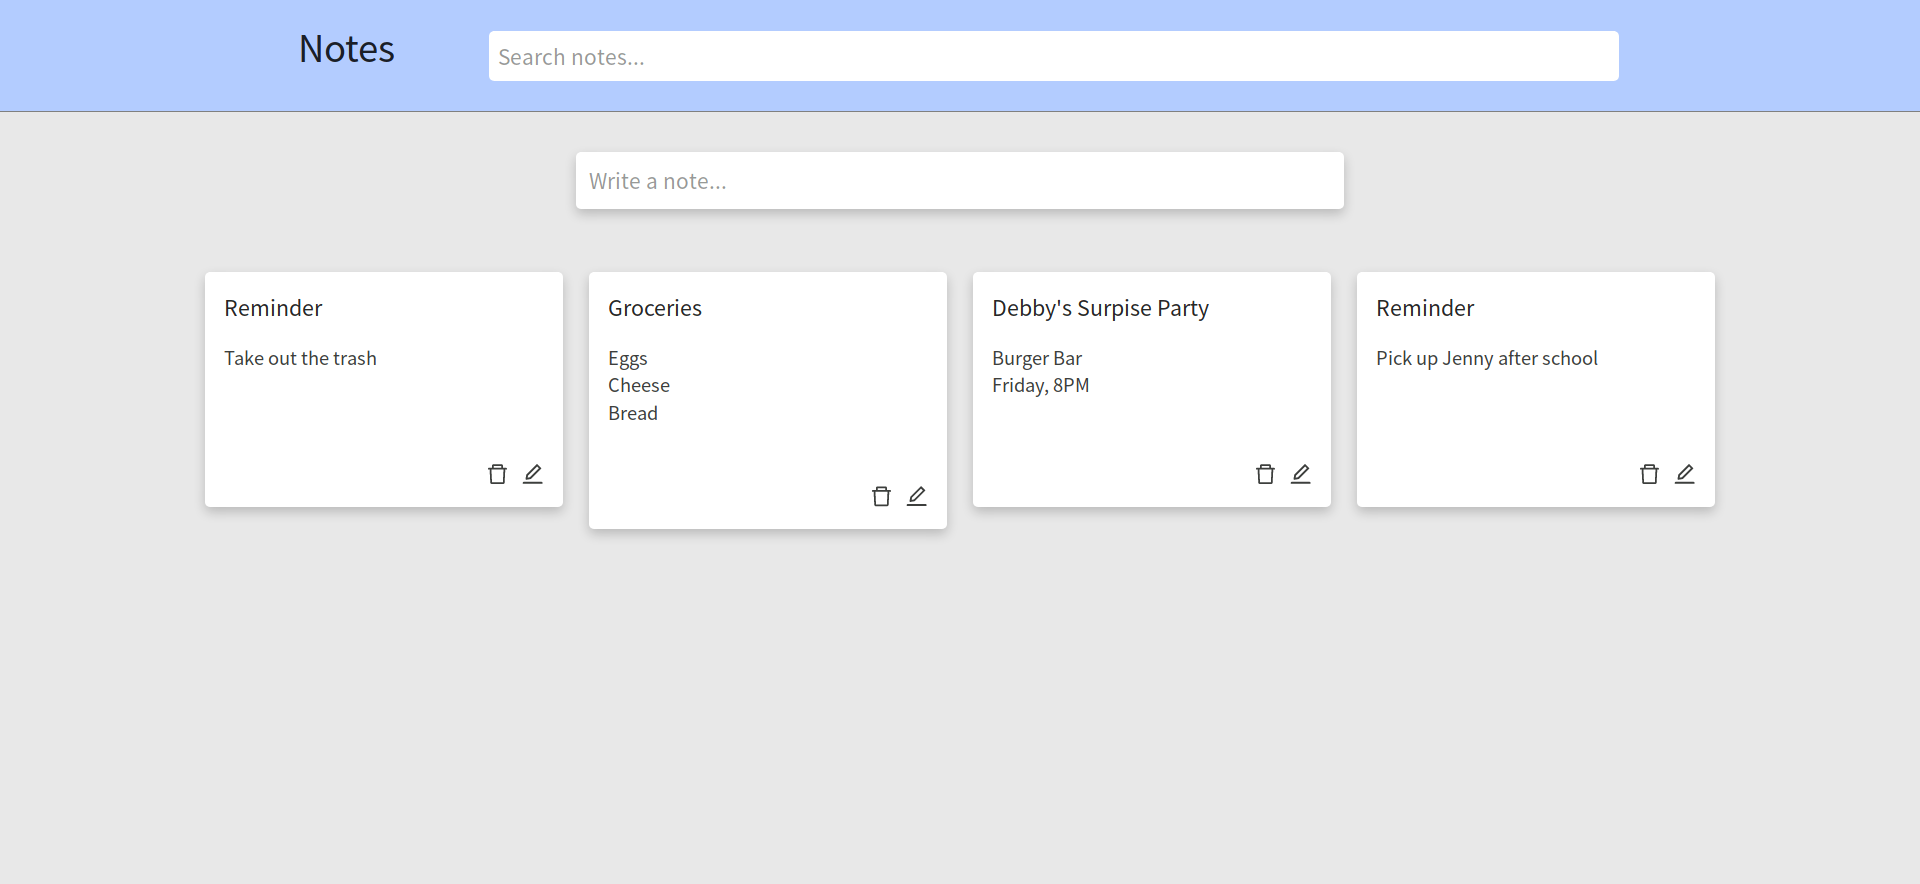 Notes
Search notes...
Write a note...
Reminder
Take out the trash
Groceries
Eggs
Cheese
Bread
Debby's Surpise Party
Burger Bar
Friday, 8PM
Reminder
Pick up Jenny after school